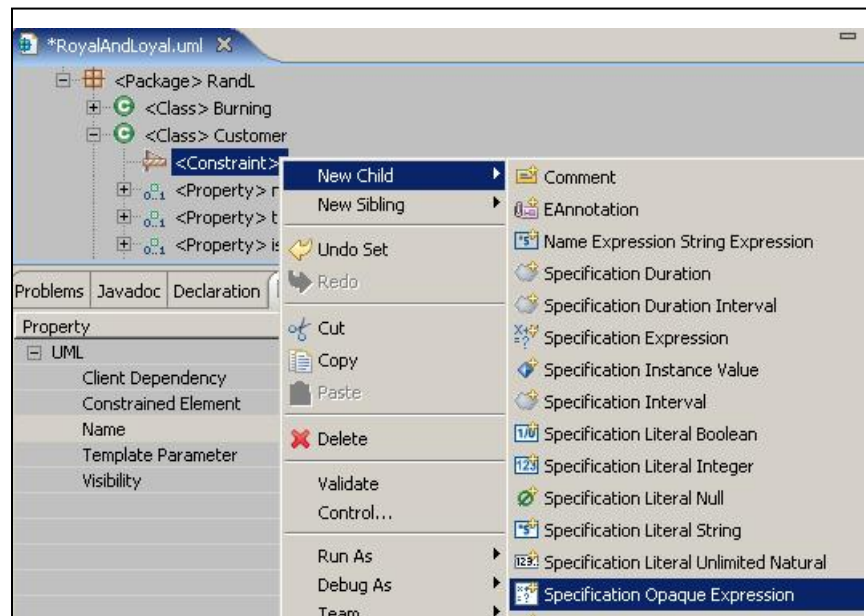 *RoyalAndLoyal.uml
<Package> RandL
<Class> Burning
<Class> Customer
<Constraint>
<Property>
<Property> t
<Property> is
Problems Javadoc Declaration
Property
UML
Client Dependency
Constrained Element
Name
Template Parameter
Visibility
New Child
New Sibling
Undo Set
Redo
Cut
Copy
Paste
Delete
Validate
Control...
Run As
Debug As
Team
Comment
EAnnotation
Name Expression String Expression
Specification Duration
Specification Duration Interval
Specification Expression
Specification Instance Value
Specification Interval
Specification Literal Boolean
Specification Literal Integer
Specification Literal Null
Specification Literal String
Specification Literal Unlimited Natural
Specification Opaque Expression